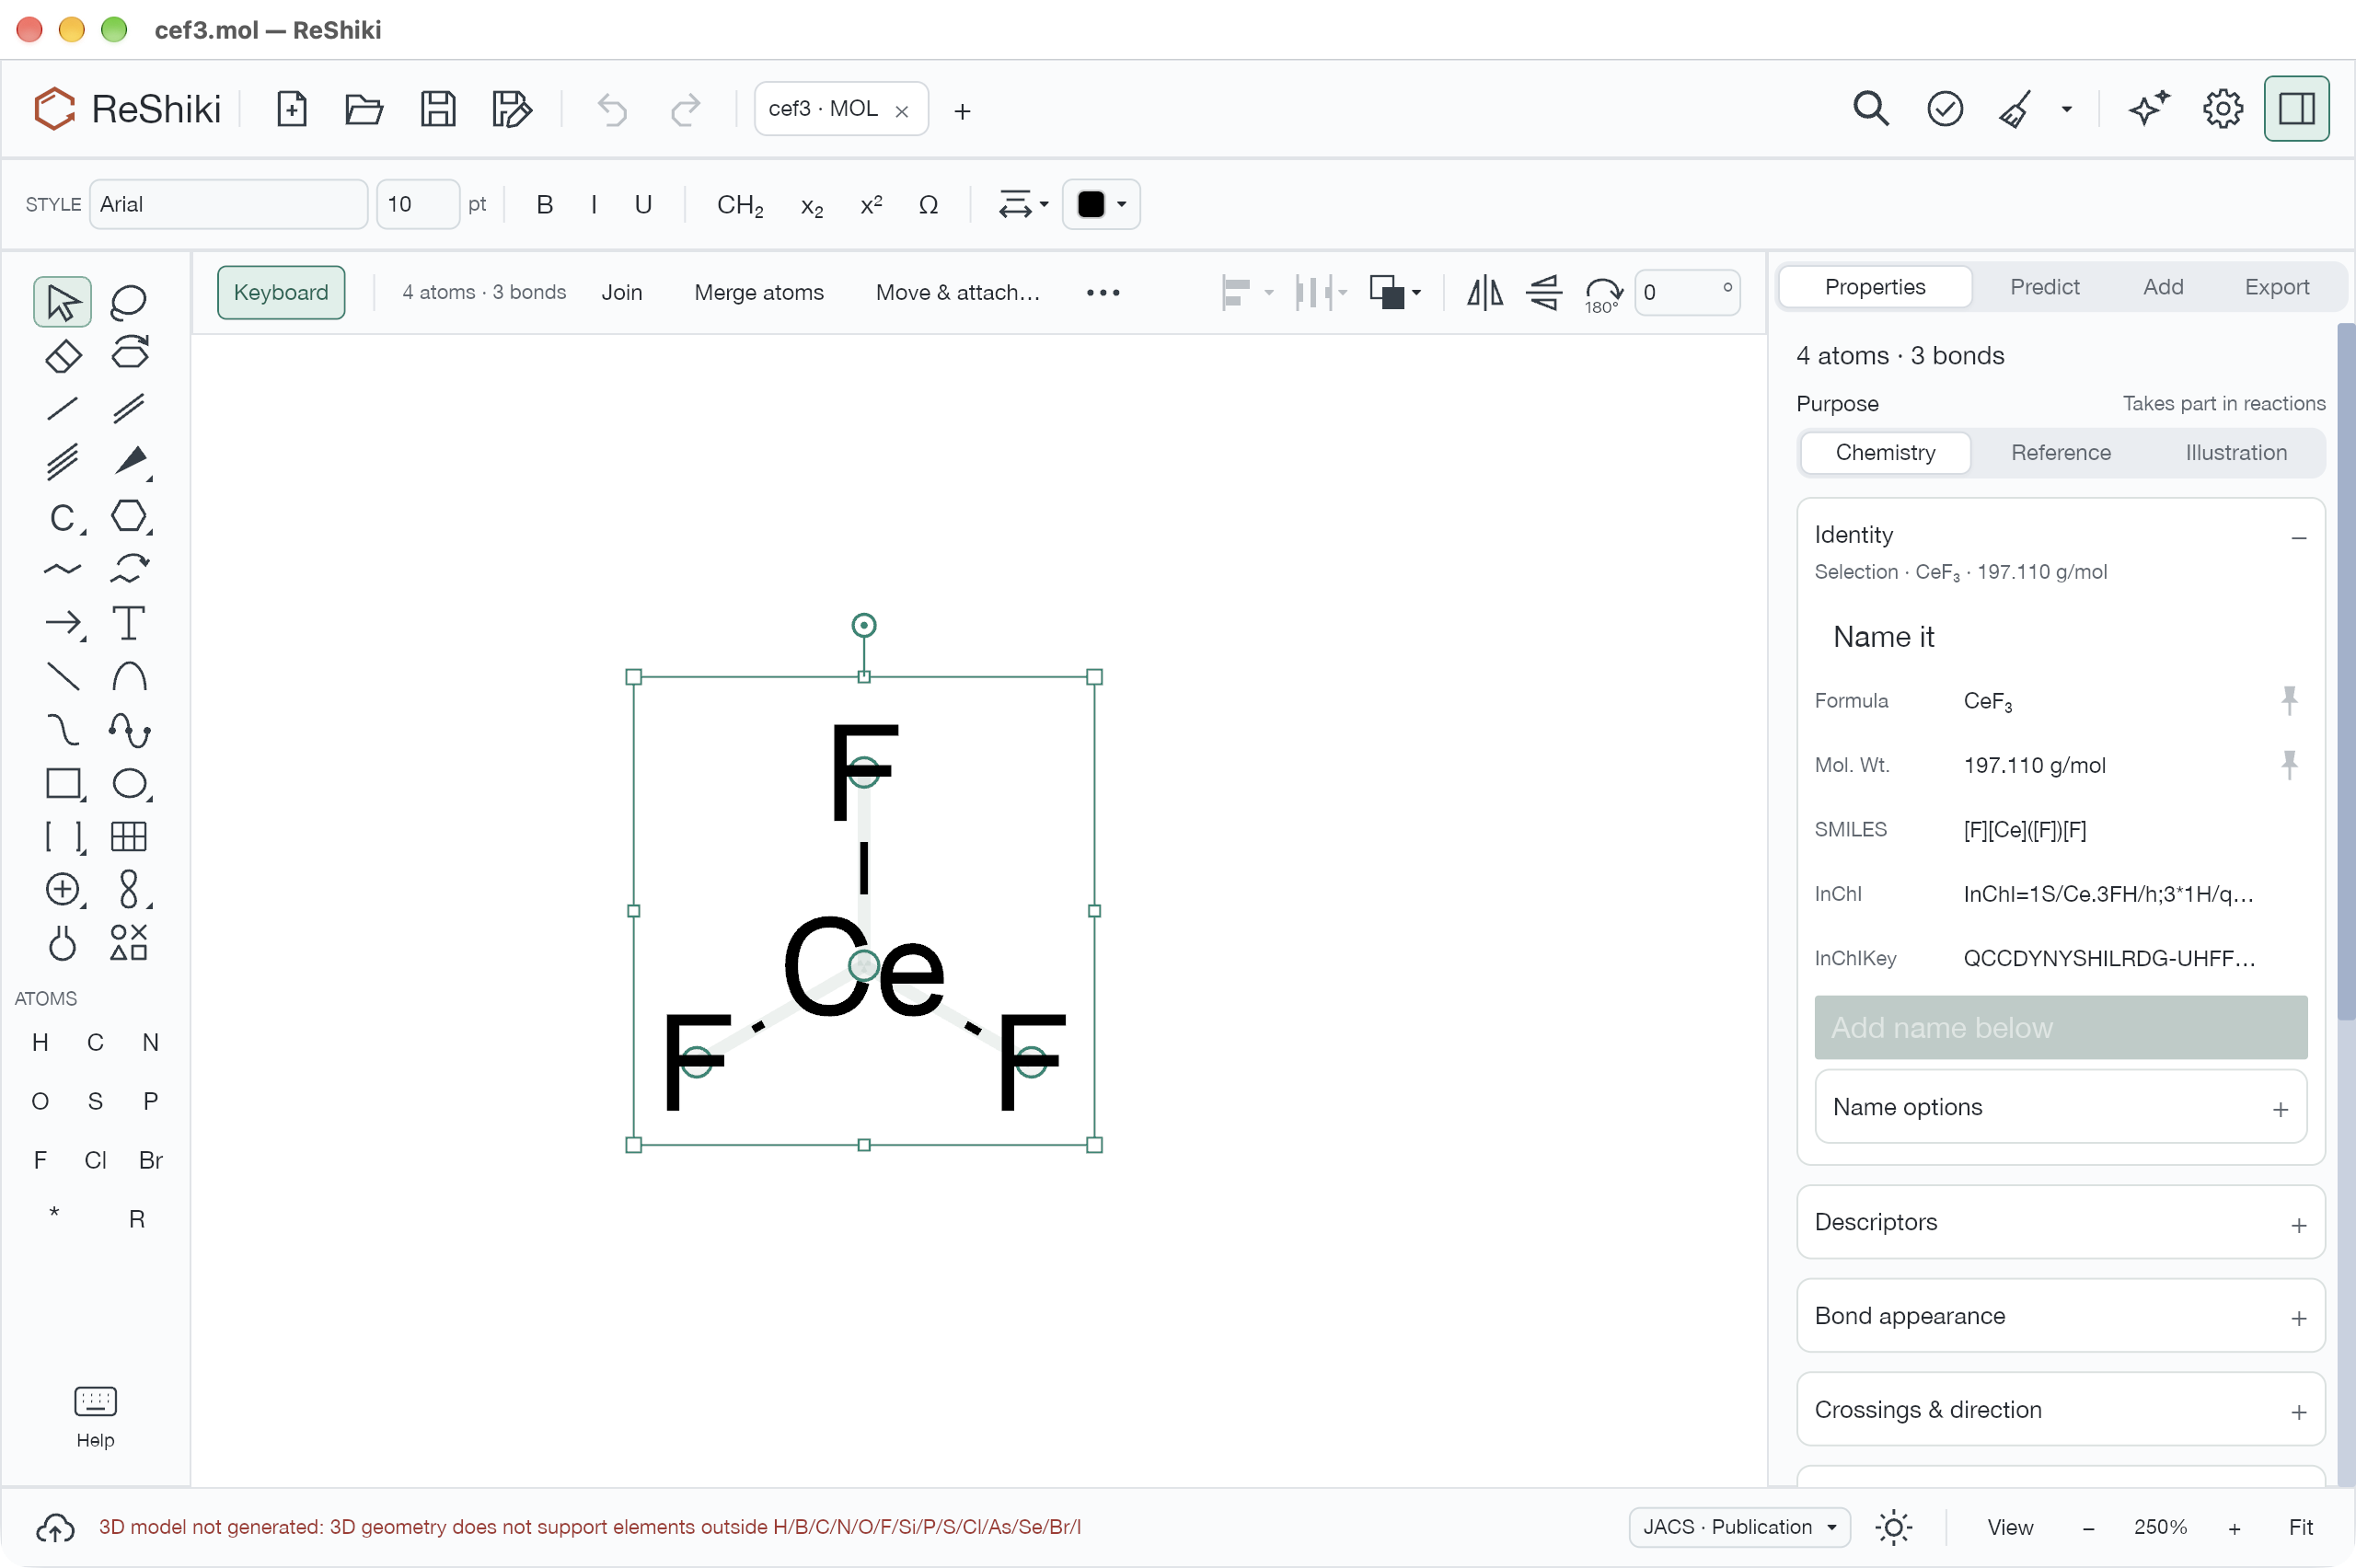 cef3.mol — ReShiki
ReShiki
cef3 · MOL × +
STYLE Arial 10 pt B I U CH₂ x₂ x² Ω
Keyboard 4 atoms · 3 bonds Join Merge atoms Move & attach... ••• 180° 0 °
Properties Predict Add Export
4 atoms · 3 bonds
Purpose Takes part in reactions
Chemistry Reference Illustration
Identity −
Selection · CeF₃ · 197.110 g/mol
Name it
Formula CeF₃
Mol. Wt. 197.110 g/mol
SMILES [F][Ce]([F])[F]
InChI InChI=1S/Ce.3FH/h;3*1H/q...
InChIKey QCCDYNYSHILRDG-UHFF...
Add name below
Name options +
Descriptors +
Bond appearance +
Crossings & direction +
C
T
[ ]
ATOMS
H C N
O S P
F Cl Br
* R
Help
F
Ce
F F
3D model not generated: 3D geometry does not support elements outside H/B/C/N/O/F/Si/P/S/Cl/As/Se/Br/I
JACS · Publication View − 250% + Fit